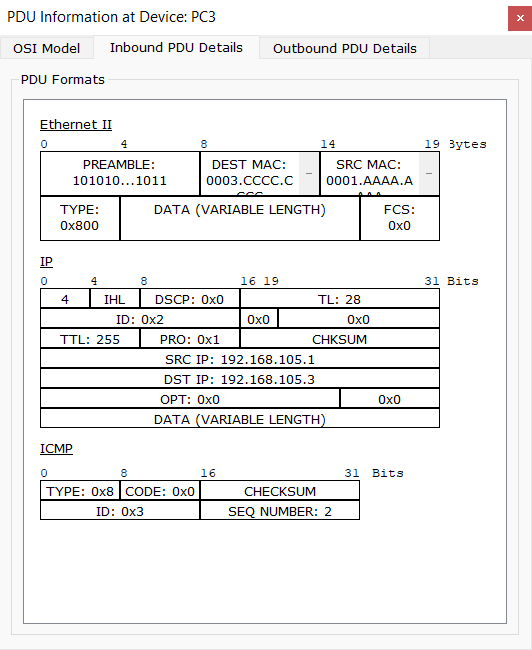 PDU Information at Device: PC3
OSI Model Inbound PDU Details Outbound PDU Details
PDU Formats
Ethernet II
0 4 8 14 19 Bytes
PREAMBLE: DEST MAC: SRC MAC:
101010...1011 0003.CCCC.C 0001.AAAA.A
TYPE: DATA (VARIABLE LENGTH) FCS:
0x800 0x0
IP
0 4 8 16 19 31 Bits
4 IHL DSCP: 0x0 TL: 28
ID: 0x2 0x0 0x0
TTL: 255 PRO: 0x1 CHKSUM
SRC IP: 192.168.105.1
DST IP: 192.168.105.3
OPT: 0x0 0x0
DATA (VARIABLE LENGTH)
ICMP
0 8 16 31 Bits
TYPE: 0x8 CODE: 0x0 CHECKSUM
ID: 0x3 SEQ NUMBER: 2